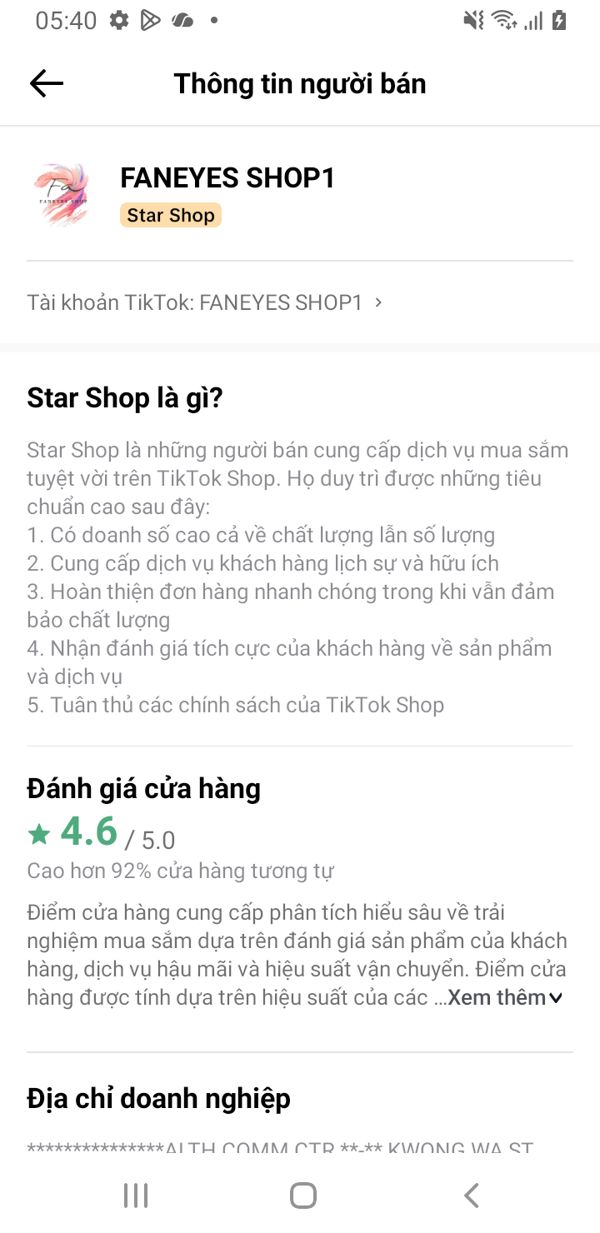 05:40
Thông tin người bán
Fa
FANEYES SHOP
FANEYES SHOP1
Star Shop
Tài khoản TikTok: FANEYES SHOP1 >
Star Shop là gì?
Star Shop là những người bán cung cấp dịch vụ mua sắm
tuyệt vời trên TikTok Shop. Họ duy trì được những tiêu
chuẩn cao sau đây:
1. Có doanh số cao cả về chất lượng lẫn số lượng
2. Cung cấp dịch vụ khách hàng lịch sự và hữu ích
3. Hoàn thiện đơn hàng nhanh chóng trong khi vẫn đảm
bảo chất lượng
4. Nhận đánh giá tích cực của khách hàng về sản phẩm
và dịch vụ
5. Tuân thủ các chính sách của TikTok Shop
Đánh giá cửa hàng
4.6 / 5.0
Cao hơn 92% cửa hàng tương tự
Điểm cửa hàng cung cấp phân tích hiểu sâu về trải
nghiệm mua sắm dựa trên đánh giá sản phẩm của khách
hàng, dịch vụ hậu mãi và hiệu suất vận chuyển. Điểm cửa
hàng được tính dựa trên hiệu suất của các ...Xem thêm
Địa chỉ doanh nghiệp
***************ALTH COMM CTR **-** KWONG WA ST